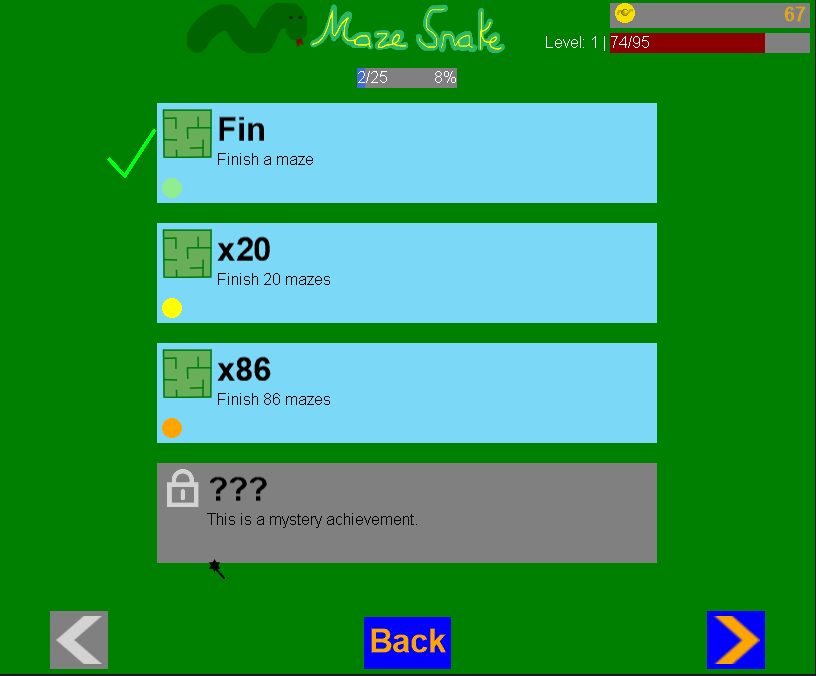 Maze Snake
67
Level: 1 | 74/95
2/25 8%
Fin
Finish a maze
x20
Finish 20 mazes
x86
Finish 86 mazes
???
This is a mystery achievement.
Back